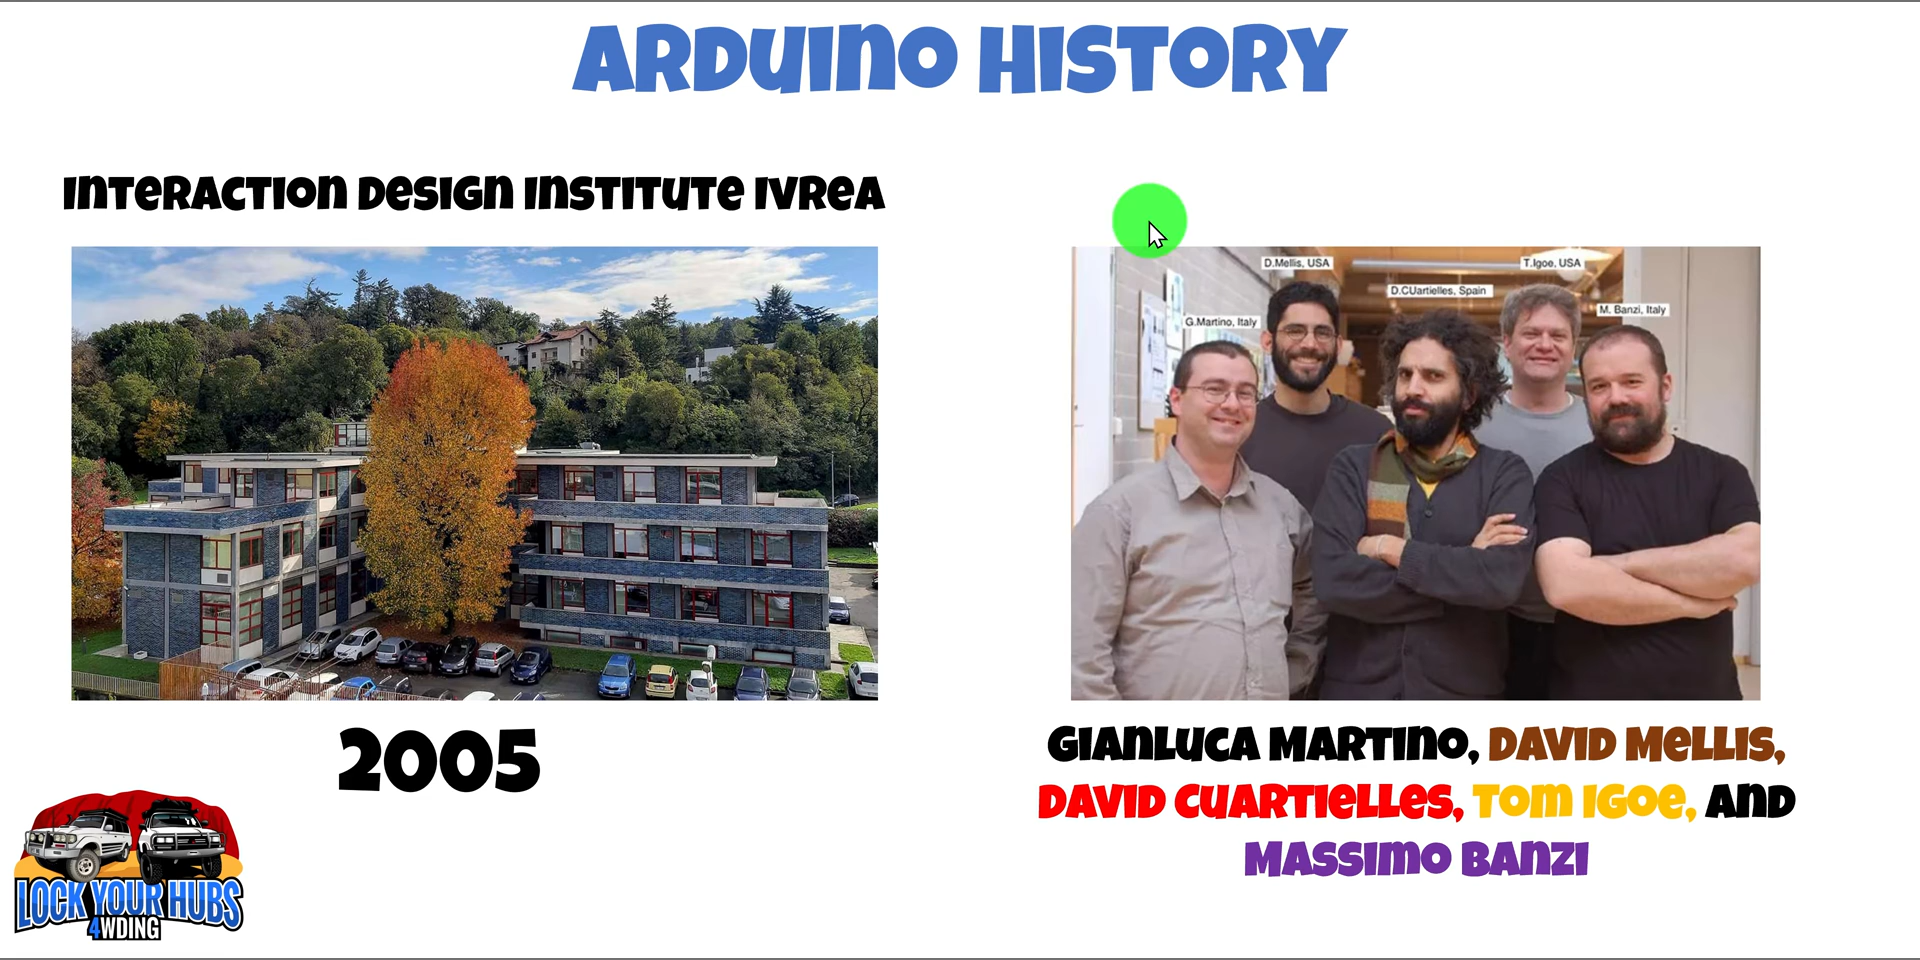 ARDUINO HISTORY
INTERACTION DESIGN INSTITUTE IVREA
D.Mellis, USA
T.Igoe, USA
D.CUartielles, Spain
M. Banzi, Italy
G.Martino, Italy
2005
GIANLUCA MARTINO, DAVID MELLIS,
DAVID CUARTIELLES, TOM IGOE, AND
MASSIMO BANZI
LOCK YOUR HUBS
4WDING